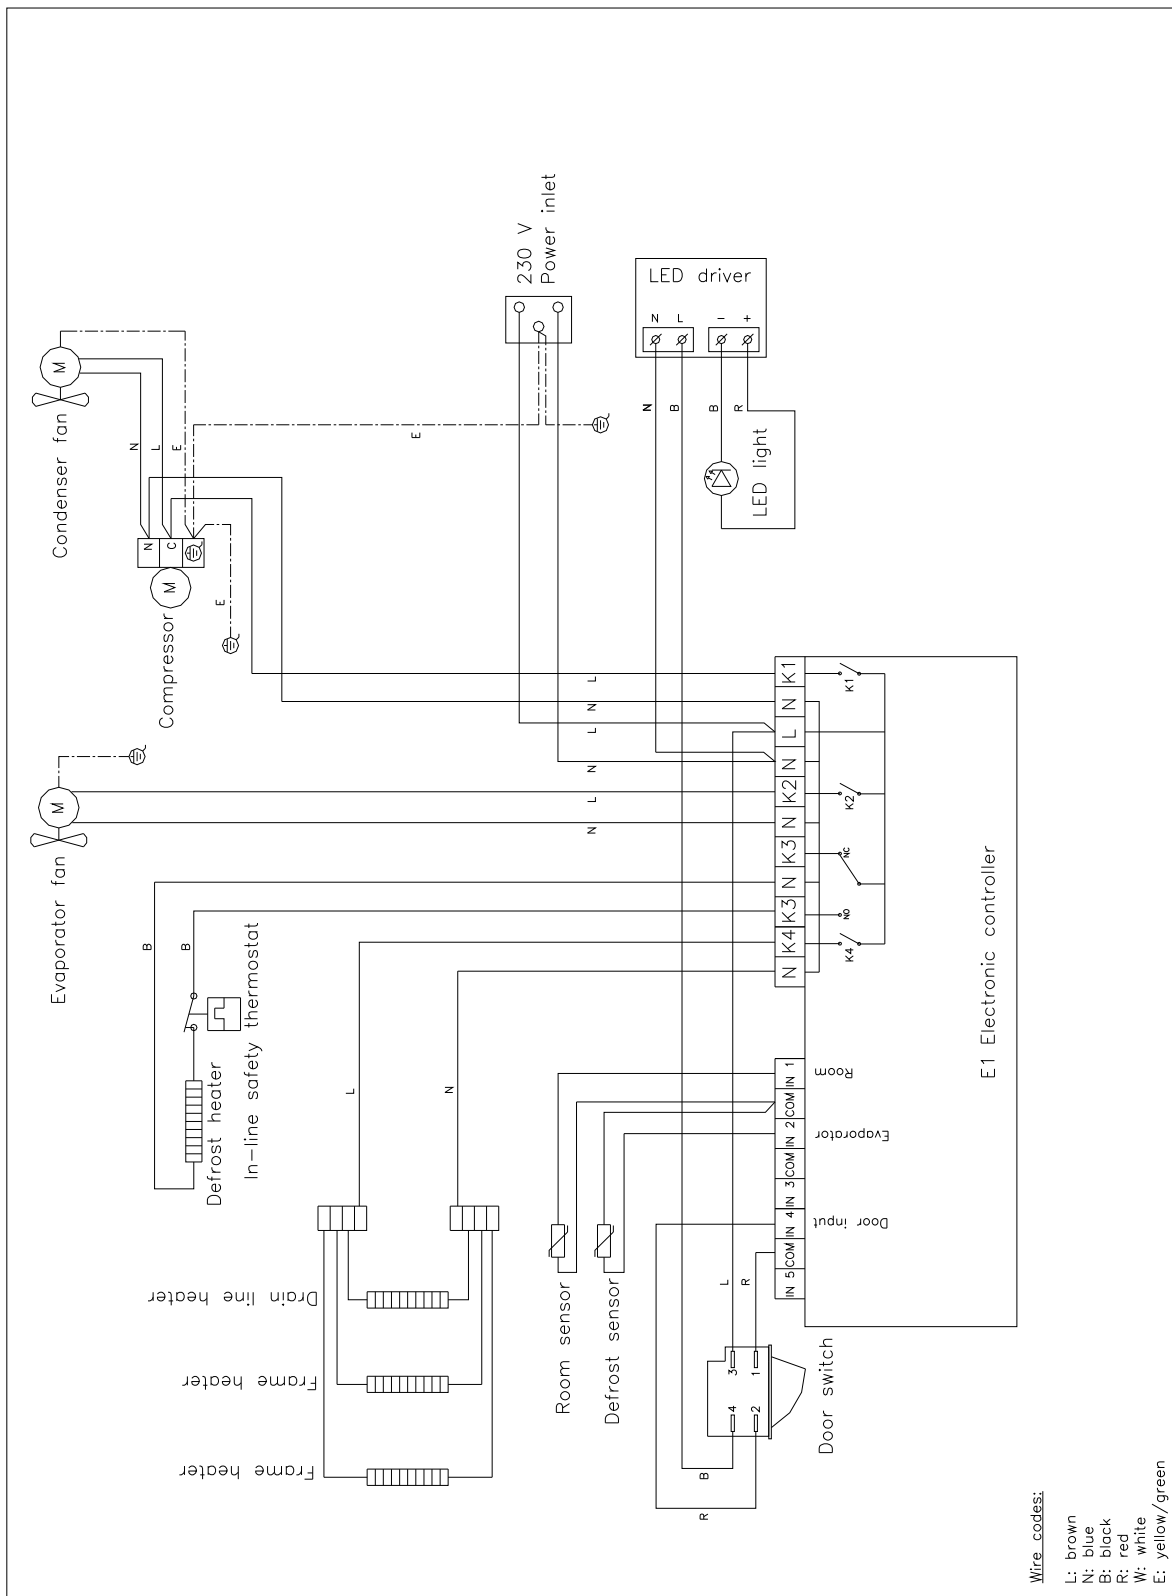 Condenser fan
M
N
L
E
N
C
M
Compressor
E
E
230 V
Power inlet
LED driver
N
L
−
+
N
B
B
R
LED light
Evaporator fan
M
L
N
L
N
L
N
B
B
In-line safety thermostat
Defrost heater
L
N
Drain line heater
Frame heater
Frame heater
Room sensor
Defrost sensor
K1
N
L
N
K2
N
K3
N
K3
K4
N
K1
K2
NC
NO
K4
E1 Electronic controller
IN 1
COM
IN 2
COM
IN 3
IN 4
COM
IN 5
Room
Evaporator
Door input
L
R
3
1
4
2
Door switch
B
R
Wire codes:
L: brown
N: blue
B: black
R: red
W: white
E: yellow/green